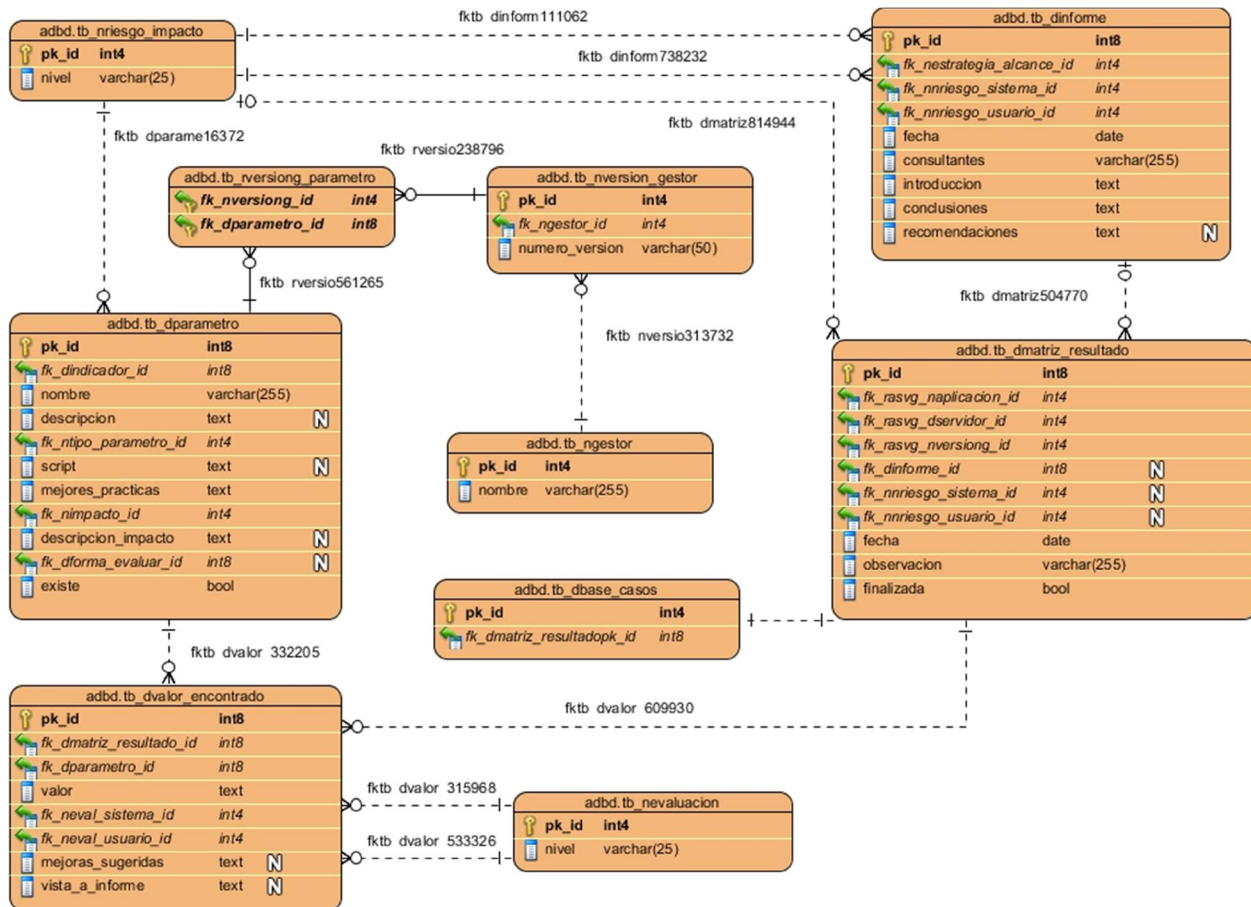 adbd.tb_nriesgo_impacto
pk_id int4
nivel varchar(25)
fktb dinform111062
fktb dinform738232
fktb dmatriz814944
fktb dparame16372
adbd.tb_dinforme
pk_id int8
fk_nestrategia_alcance_id int4
fk_nnriesgo_sistema_id int4
fk_nnriesgo_usuario_id int4
fecha date
consultantes varchar(255)
introduccion text
conclusiones text
recomendaciones text N
fktb rversio238796
adbd.tb_rversiong_parametro
fk_nversiong_id int4
fk_dparametro_id int8
adbd.tb_nversion_gestor
pk_id int4
fk_ngestor_id int4
numero_version varchar(50)
fktb rversio561265
fktb dmatriz504770
fktb nversio313732
adbd.tb_dparametro
pk_id int8
fk_dindicador_id int8
nombre varchar(255)
descripcion text N
fk_ntipo_parametro_id int4
script text N
mejores_practicas text
fk_nimpacto_id int4
descripcion_impacto text N
fk_dforma_evaluar_id int8 N
existe bool
adbd.tb_dmatriz_resultado
pk_id int8
fk_rasvg_naplicacion_id int4
fk_rasvg_dservidor_id int4
fk_rasvg_nversiong_id int4
fk_dinforme_id int8 N
fk_nnriesgo_sistema_id int4 N
fk_nnriesgo_usuario_id int4 N
fecha date
observacion varchar(255)
finalizada bool
adbd.tb_ngestor
pk_id int4
nombre varchar(255)
adbd.tb_dbase_casos
pk_id int4
fk_dmatriz_resultadopk_id int8
fktb dvalor 332205
fktb dvalor 609930
adbd.tb_dvalor_encontrado
pk_id int8
fk_dmatriz_resultado_id int8
fk_dparametro_id int8
valor text
fk_neval_sistema_id int4
fk_neval_usuario_id int4
mejoras_sugeridas text N
vista_a_informe text N
fktb dvalor 315968
fktb dvalor 533326
adbd.tb_nevaluacion
pk_id int4
nivel varchar(25)